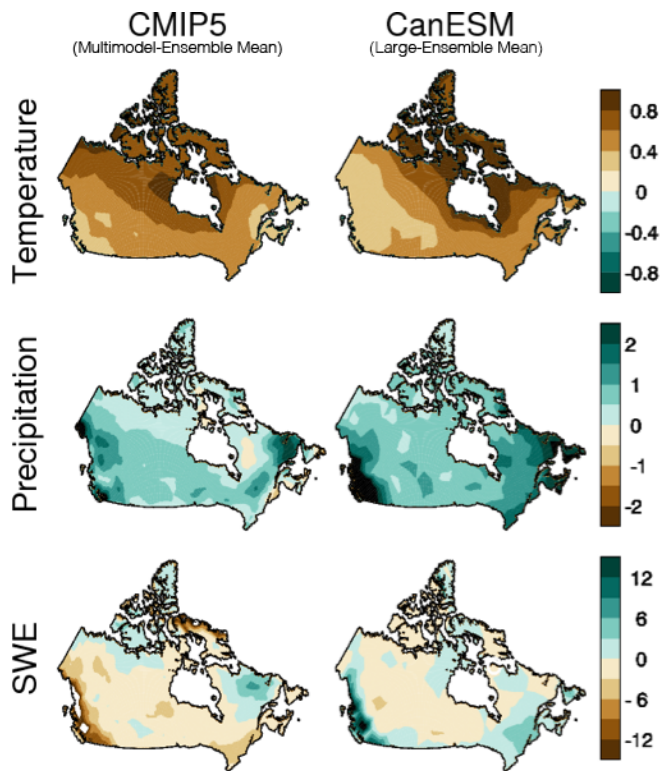 CMIP5
(Multimodel-Ensemble Mean)
CanESM
(Large-Ensemble Mean)
Temperature
0.8
0.4
0
-0.4
-0.8
Precipitation
2
1
0
-1
-2
SWE
12
6
0
-6
-12